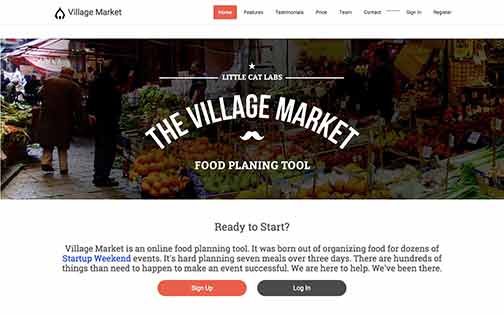 Village Market
Home Features Testimonials Price Team Contact Sign In Register
LITTLE CAT LABS
THE VILLAGE MARKET
FOOD PLANING TOOL
Ready to Start?
Village Market is an online food planning tool. It was born out of organizing food for dozens of
Startup Weekend events. It's hard planning seven meals over three days. There are hundreds of
things than need to happen to make an event successful. We are here to help. We've been there.
Sign Up Log In